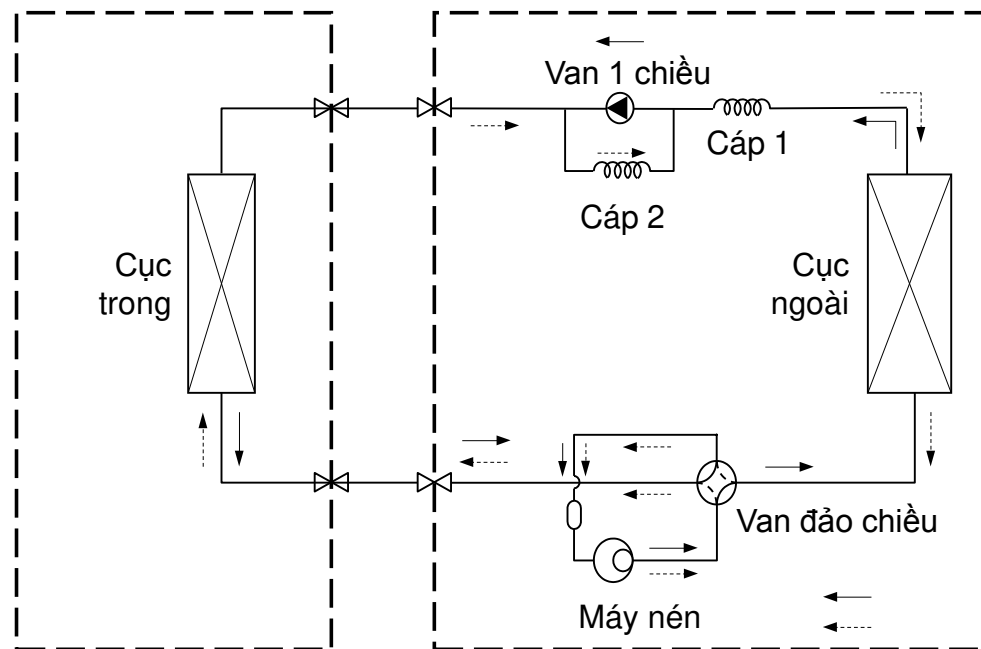 Van 1 chiều
Cáp 1
Cáp 2
Cục
trong
Cục
ngoài
Van đảo chiều
Máy nén